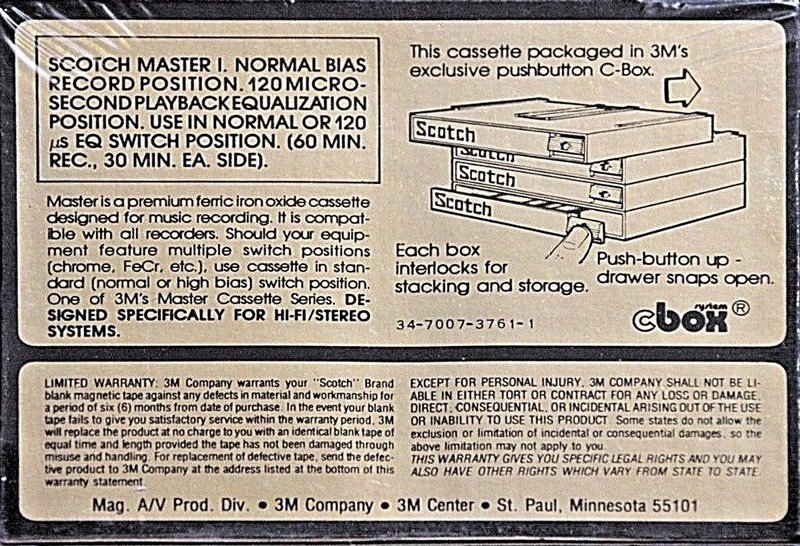 SCOTCH MASTER I. NORMAL BIAS
RECORD POSITION. 120 MICRO-
SECOND PLAYBACK EQUALIZATION
POSITION. USE IN NORMAL OR 120
µs EQ SWITCH POSITION. (60 MIN.
REC., 30 MIN. EA. SIDE).
Master is a premium ferric iron oxide cassette
designed for music recording. It is compat-
ible with all recorders. Should your equip-
ment feature multiple switch positions
(chrome, FeCr, etc.), use cassette in stan-
dard (normal or high bias) switch position.
One of 3M's Master Cassette Series. DE-
SIGNED SPECIFICALLY FOR HI-FI/STEREO
SYSTEMS.
This cassette packaged in 3M's
exclusive pushbutton C-Box.
Scotch
Scotch
Scotch
Scotch
Each box
interlocks for
stacking and storage.
Push-button up -
drawer snaps open.
34-7007-3761-1
system
cbox®
LIMITED WARRANTY: 3M Company warrants your "Scotch" Brand
blank magnetic tape against any defects in material and workmanship for
a period of six (6) months from date of purchase. In the event your blank
tape fails to give you satisfactory service within the warranty period, 3M
will replace the product at no charge to you with an identical blank tape of
equal time and length provided the tape has not been damaged through
misuse and handling. For replacement of defective tape, send the defec-
tive product to 3M Company at the address listed at the bottom of this
warranty statement.
EXCEPT FOR PERSONAL INJURY, 3M COMPANY SHALL NOT BE LI-
ABLE IN EITHER TORT OR CONTRACT FOR ANY LOSS OR DAMAGE,
DIRECT, CONSEQUENTIAL, OR INCIDENTAL ARISING OUT OF THE USE
OR INABILITY TO USE THIS PRODUCT. Some states do not allow the
exclusion or limitation of incidental or consequential damages, so the
above limitation may not apply to you.
THIS WARRANTY GIVES YOU SPECIFIC LEGAL RIGHTS AND YOU MAY
ALSO HAVE OTHER RIGHTS WHICH VARY FROM STATE TO STATE.
Mag. A/V Prod. Div. • 3M Company • 3M Center • St. Paul, Minnesota 55101